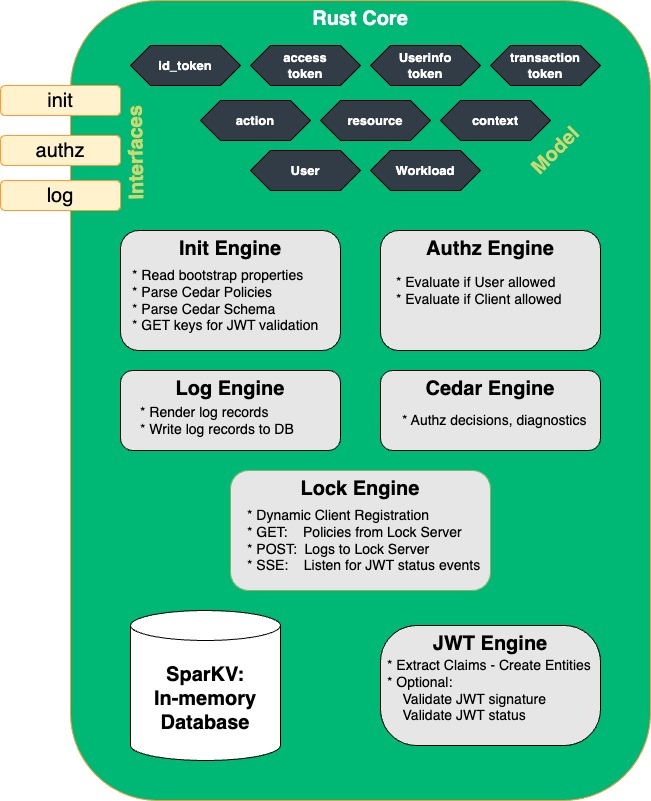 Rust Core
id_token
access
token
Userinfo
token
transaction
token
init
authz
log
Interfaces
action
resource
context
Model
User
Workload
Init Engine
* Read bootstrap properties
* Parse Cedar Policies
* Parse Cedar Schema
* GET keys for JWT validation
Authz Engine
* Evaluate if User allowed
* Evaluate if Client allowed
Log Engine
* Render log records
* Write log records to DB
Cedar Engine
* Authz decisions, diagnostics
Lock Engine
* Dynamic Client Registration
* GET: Policies from Lock Server
* POST: Logs to Lock Server
* SSE: Listen for JWT status events
SparKV:
In-memory
Database
JWT Engine
* Extract Claims - Create Entities
* Optional:
Validate JWT signature
Validate JWT status